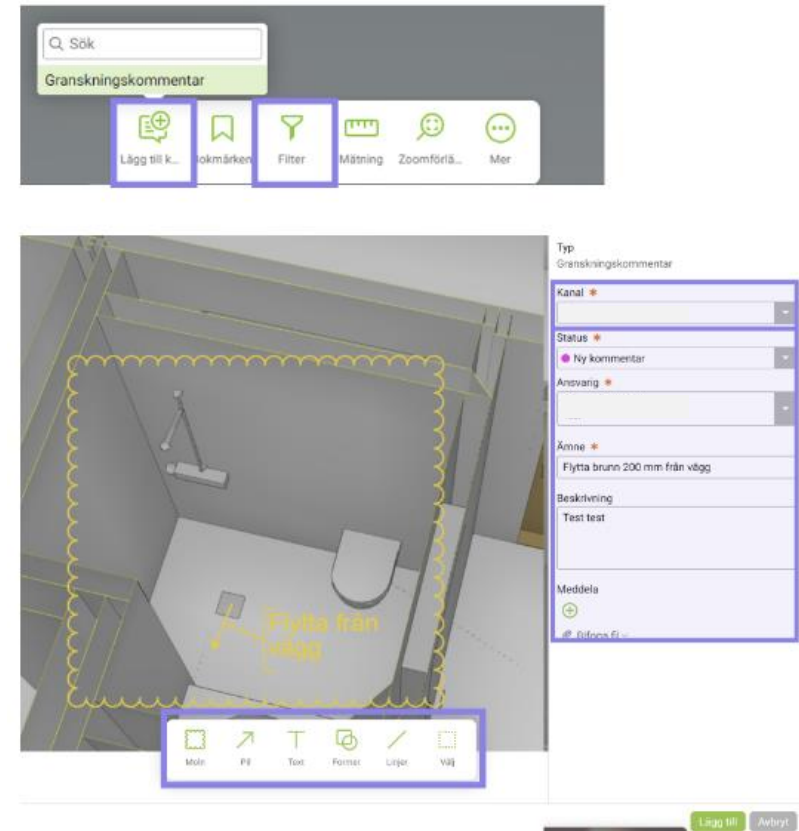 Sök
Granskningskommentar
Lägg till k... Bokmärken Filter Mätning Zoomförlä... Mer
Typ
Granskningskommentar
Kanal *
Status *
Ny kommentar
Ansvarig *
Ämne *
Flytta brunn 200 mm från vägg
Beskrivning
Test test
Meddela
Flytta från
vägg
Moln Pil Text Former Linjer Välj
Lägg till Avbryt